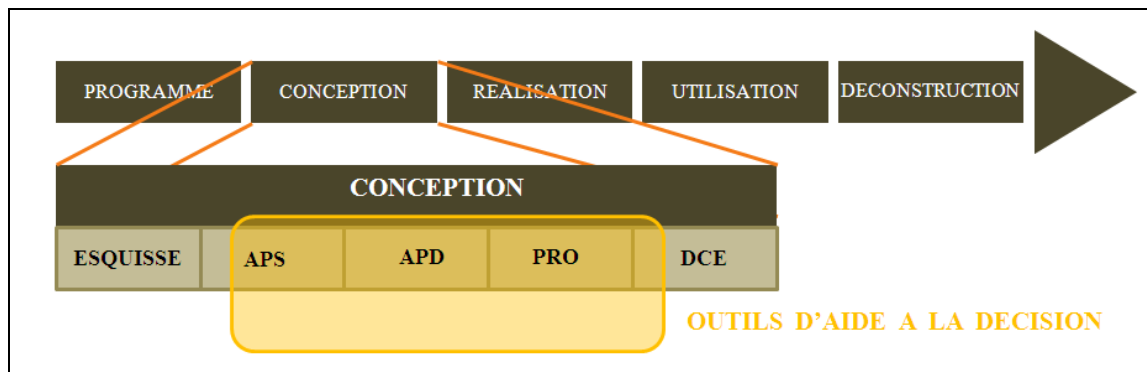 PROGRAMME CONCEPTION REALISATION UTILISATION DECONSTRUCTION
CONCEPTION
ESQUISSE APS APD PRO DCE
OUTILS D'AIDE A LA DECISION